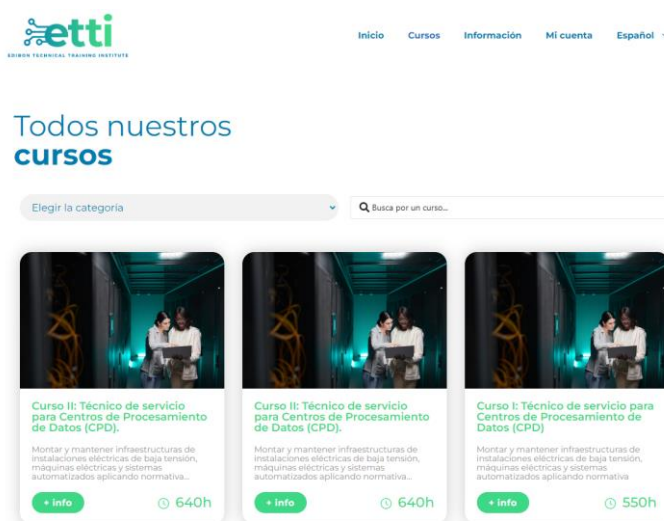 etti
EDIBON TECHNICAL TRAINING INSTITUTE
Inicio Cursos Información Mi cuenta Español
Todos nuestros
cursos
Elegir la categoría
Busca por un curso...
Curso II: Técnico de servicio
para Centros de Procesamiento
de Datos (CPD).
Montar y mantener infraestructuras de
instalaciones eléctricas de baja tensión,
máquinas eléctricas y sistemas
automatizados aplicando normativa...
+ info
640h
Curso II: Técnico de servicio
para Centros de Procesamiento
de Datos (CPD).
Montar y mantener infraestructuras de
instalaciones eléctricas de baja tensión,
máquinas eléctricas y sistemas
automatizados aplicando normativa...
+ info
640h
Curso I: Técnico de servicio para
Centros de Procesamiento de
Datos (CPD)
Montar y mantener infraestructuras de
instalaciones eléctricas de baja tensión,
máquinas eléctricas y sistemas
automatizados aplicando normativa
+ info
550h